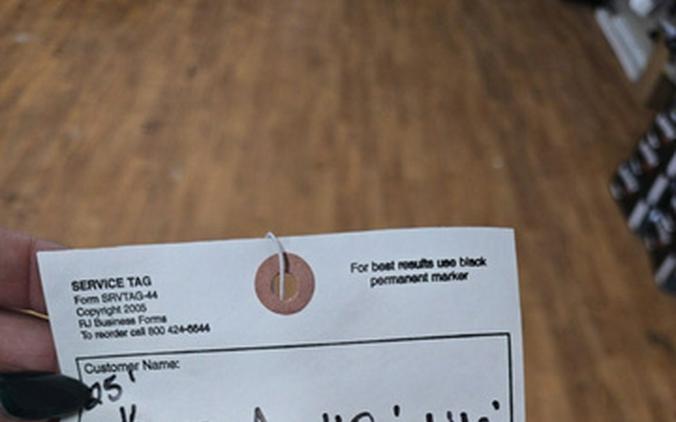 SERVICE TAG
Form SRVTAG-44
Copyright 2005
RJ Business Forms
To reorder call 800 424-6644
For best results use black
permanent marker
Customer Name:
25'